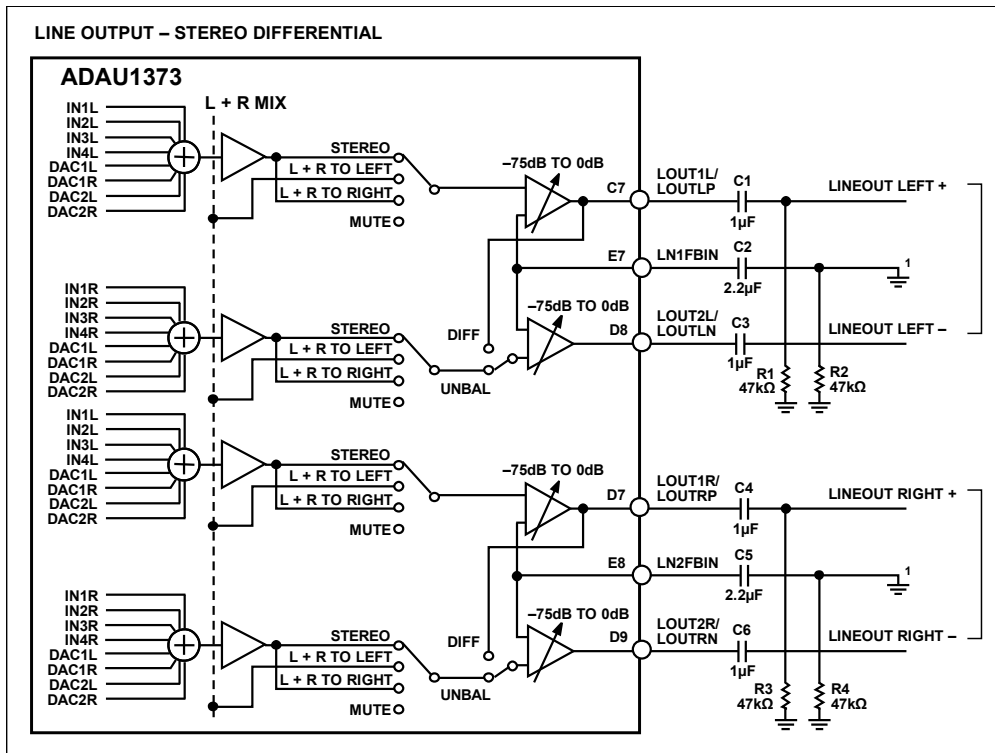 LINE OUTPUT – STEREO DIFFERENTIAL
ADAU1373
L + R MIX
IN1L
IN2L
IN3L
IN4L
DAC1L
DAC1R
DAC2L
DAC2R
STEREO
L + R TO LEFT
L + R TO RIGHT
MUTE
–75dB TO 0dB
C7
LOUT1L/
LOUTLP
C1
1µF
LINEOUT LEFT +
E7
LN1FBIN
C2
2.2µF
1
IN1R
IN2R
IN3R
IN4R
DAC1L
DAC1R
DAC2L
DAC2R
STEREO
L + R TO LEFT
L + R TO RIGHT
MUTE
DIFF
UNBAL
–75dB TO 0dB
D8
LOUT2L/
LOUTLN
C3
1µF
LINEOUT LEFT –
R1
47kΩ
R2
47kΩ
IN1L
IN2L
IN3L
IN4L
DAC1L
DAC1R
DAC2L
DAC2R
STEREO
L + R TO LEFT
L + R TO RIGHT
MUTE
–75dB TO 0dB
D7
LOUT1R/
LOUTRP
C4
1µF
LINEOUT RIGHT +
E8
LN2FBIN
C5
2.2µF
1
IN1R
IN2R
IN3R
IN4R
DAC1L
DAC1R
DAC2L
DAC2R
STEREO
L + R TO LEFT
L + R TO RIGHT
MUTE
DIFF
UNBAL
–75dB TO 0dB
D9
LOUT2R/
LOUTRN
C6
1µF
LINEOUT RIGHT –
R3
47kΩ
R4
47kΩ